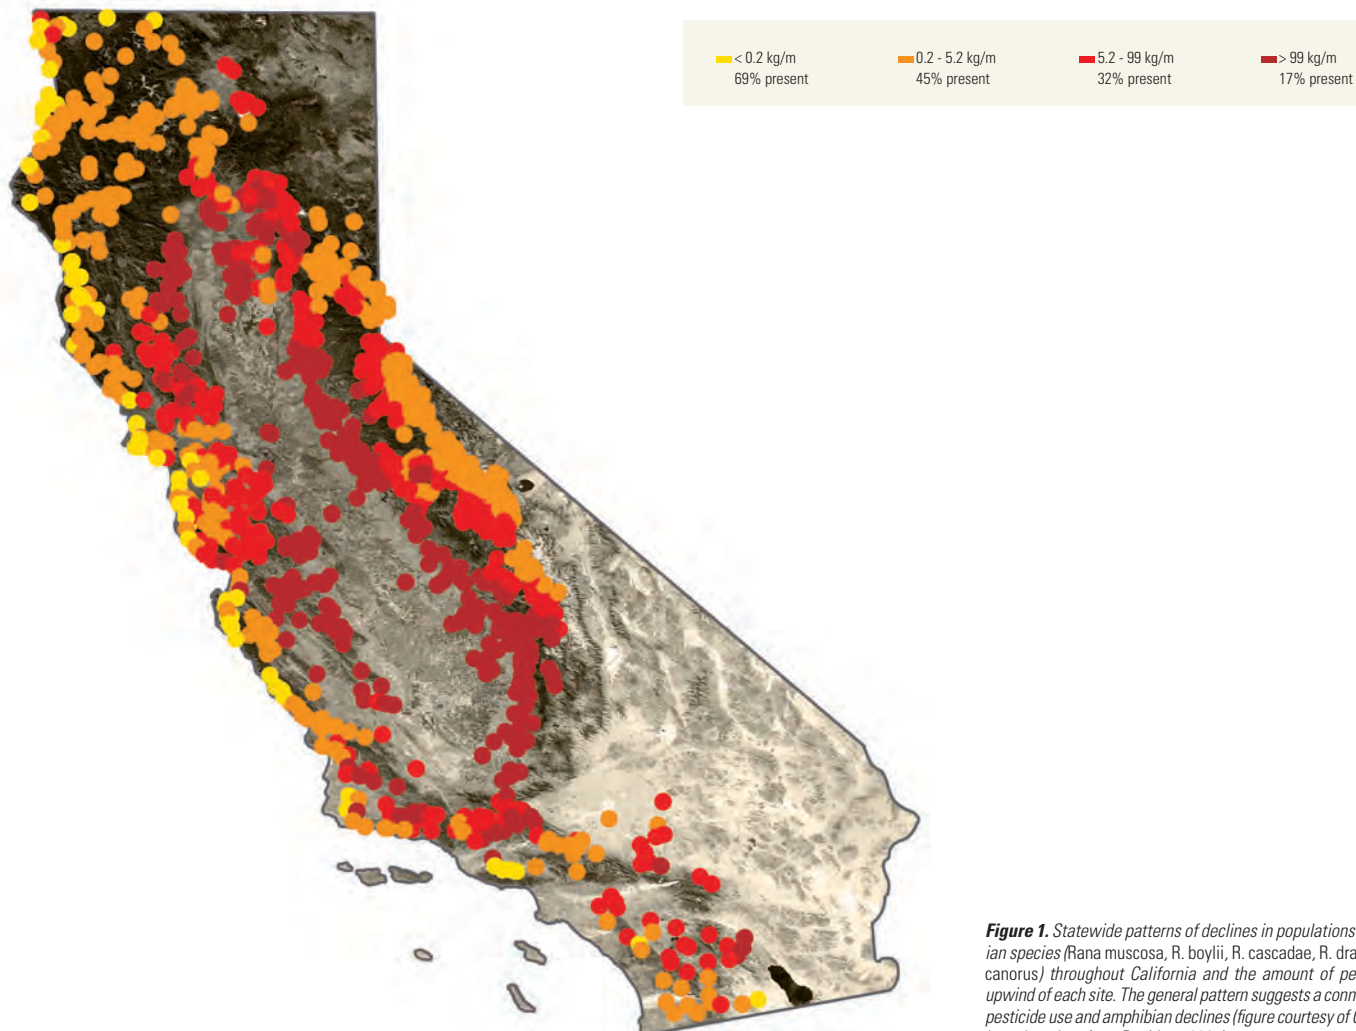 < 0.2 kg/m 0.2 - 5.2 kg/m 5.2 - 99 kg/m > 99 kg/m
69% present 45% present 32% present 17% present
Figure 1. Statewide patterns of declines in populations
ian species (Rana muscosa, R. boylii, R. cascadae, R. dra
canorus) throughout California and the amount of pe
upwind of each site. The general pattern suggests a conn
pesticide use and amphibian declines (figure courtesy of